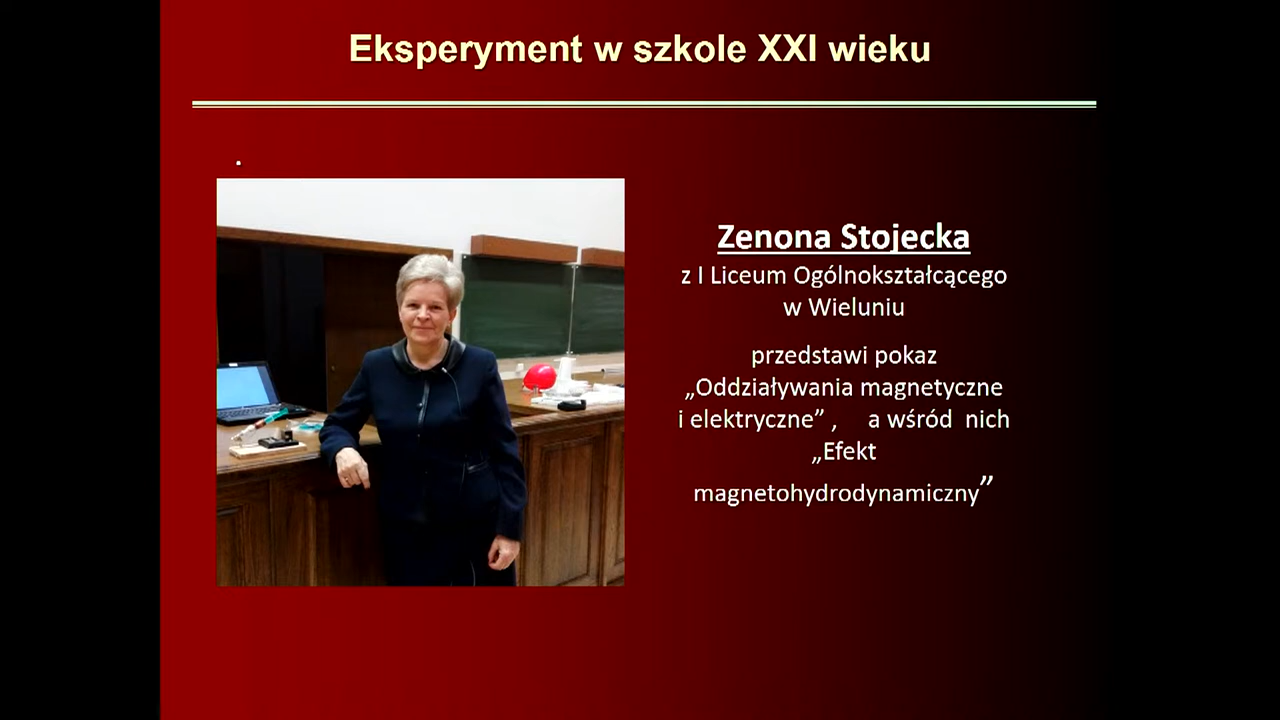 Eksperyment w szkole XXI wieku
.
Zenona Stojecka
z I Liceum Ogólnokształcącego
w Wieluniu
przedstawi pokaz
„Oddziaływania magnetyczne
i elektryczne” , a wśród nich
„Efekt
magnetohydrodynamiczny”